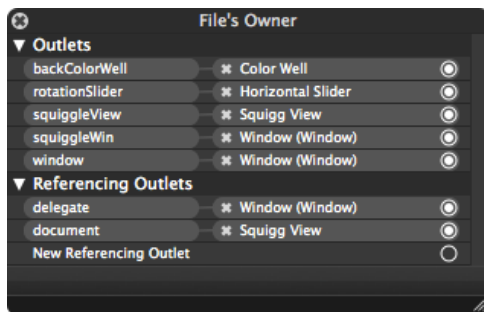 File's Owner
▼ Outlets
backColorWell ✖ Color Well
rotationSlider ✖ Horizontal Slider
squiggleView ✖ Squigg View
squiggleWin ✖ Window (Window)
window ✖ Window (Window)
▼ Referencing Outlets
delegate ✖ Window (Window)
document ✖ Squigg View
New Referencing Outlet